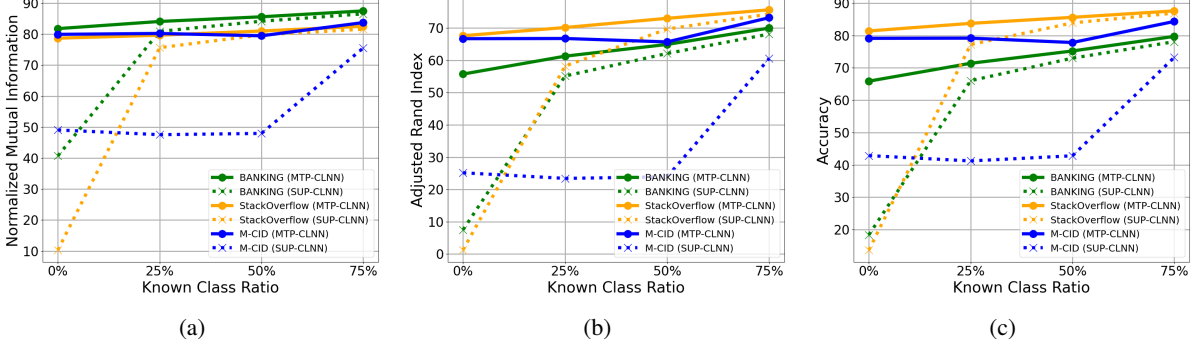 Normalized Mutual Information
90
80
70
60
50
40
30
20
10
BANKING (MTP-CLNN)
BANKING (SUP-CLNN)
StackOverflow (MTP-CLNN)
StackOverflow (SUP-CLNN)
M-CID (MTP-CLNN)
M-CID (SUP-CLNN)
0% 25% 50% 75%
Known Class Ratio
(a)
Adjusted Rand Index
70
60
50
40
30
20
10
0
BANKING (MTP-CLNN)
BANKING (SUP-CLNN)
StackOverflow (MTP-CLNN)
StackOverflow (SUP-CLNN)
M-CID (MTP-CLNN)
M-CID (SUP-CLNN)
0% 25% 50% 75%
Known Class Ratio
(b)
Accuracy
90
80
70
60
50
40
30
20
BANKING (MTP-CLNN)
BANKING (SUP-CLNN)
StackOverflow (MTP-CLNN)
StackOverflow (SUP-CLNN)
M-CID (MTP-CLNN)
M-CID (SUP-CLNN)
0% 25% 50% 75%
Known Class Ratio
(c)